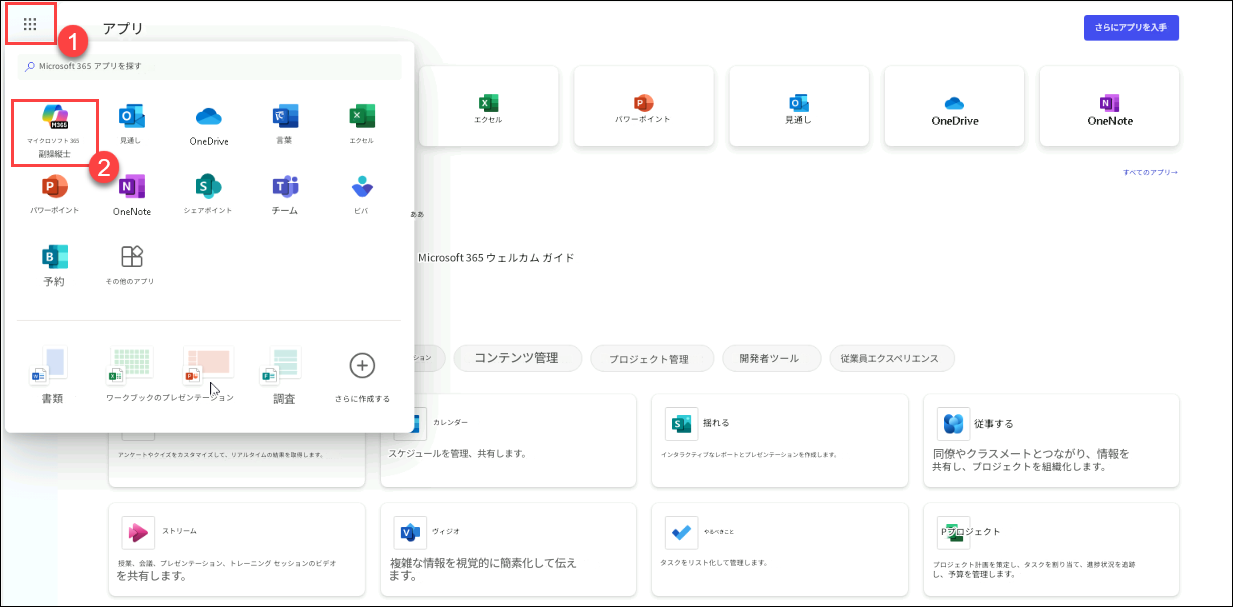 アプリ
さらにアプリを入手
1
Microsoft 365 アプリを探す
M365
マイクロソフト 365
副操縦士
2
見通し
OneDrive
言葉
エクセル
パワーポイント
OneNote
シェアポイント
チーム
ビバ
予約
その他のアプリ
書類
ワークブックのプレゼンテーション
調査
さらに作成する
エクセル
パワーポイント
見通し
OneDrive
OneNote
すべてのアプリ→
ああ
Microsoft 365 ウェルカム ガイド
ション
コンテンツ管理
プロジェクト管理
開発者ツール
従業員エクスペリエンス
アンケートやクイズをカスタマイズして、リアルタイムの結果を取得します。
カレンダー
スケジュールを管理、共有します。
揺れる
インタラクティブなレポートとプレゼンテーションを作成します。
従事する
同僚やクラスメートとつながり、情報を
共有し、プロジェクトを組織化します。
ストリーム
授業、会議、プレゼンテーション、トレーニング セッションのビデオ
を共有します。
ヴィジオ
複雑な情報を視覚的に簡素化して伝え
ます。
やるべきこと
タスクをリスト化して管理します。
Pプロジェクト
プロジェクト計画を策定し、タスクを割り当て、進捗状況を追跡
し、予算を管理します。